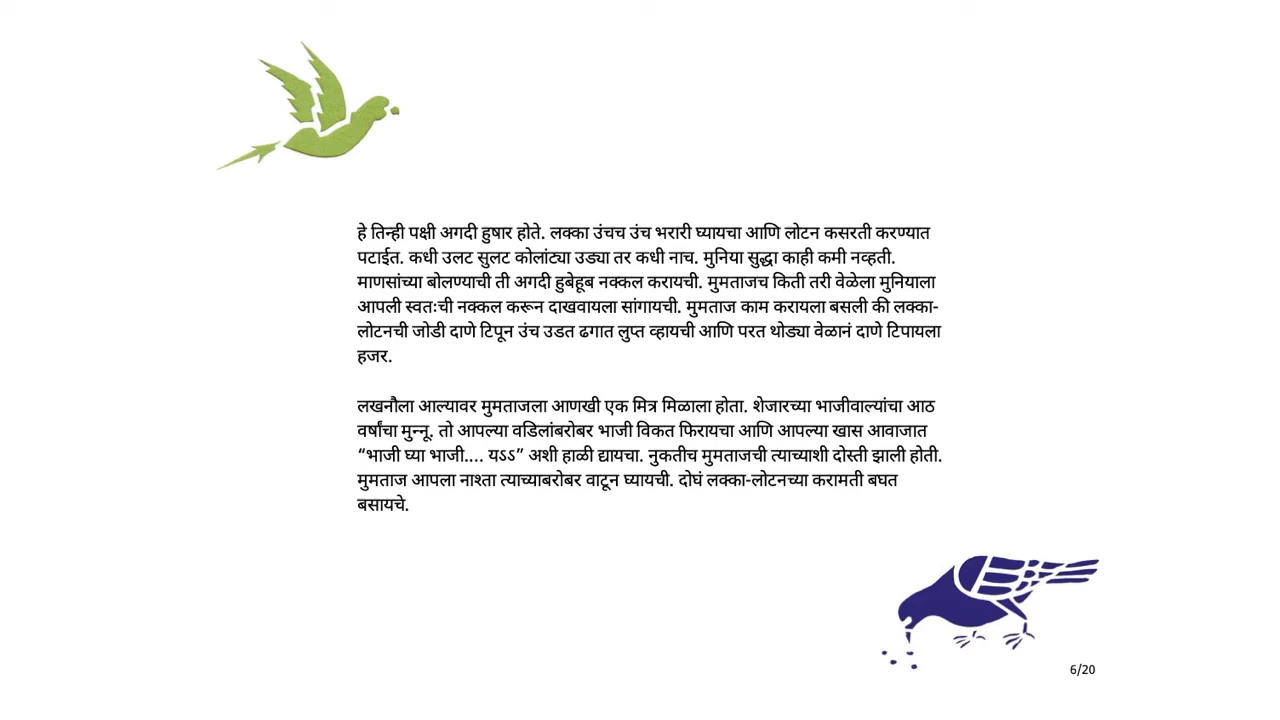 हे तिन्ही पक्षी अगदी हुषार होते. लक्का उंचच उंच भरारी घ्यायचा आणि लोटन कसरती करण्यात
पटाईत. कधी उलट सुलट कोलांट्या उड्या तर कधी नाच. मुनिया सुद्धा काही कमी नव्हती.
माणसांच्या बोलण्याची ती अगदी हुबेहूब नक्कल करायची. मुमताजच किती तरी वेळेला मुनियाला
आपली स्वतःची नक्कल करून दाखवायला सांगायची. मुमताज काम करायला बसली की लक्का-
लोटनची जोडी दाणे टिपून उंच उडत ढगात लुप्त व्हायची आणि परत थोड्या वेळानं दाणे टिपायला
हजर.
लखनौला आल्यावर मुमताजला आणखी एक मित्र मिळाला होता. शेजारच्या भाजीवाल्यांचा आठ
वर्षांचा मुन्नू. तो आपल्या वडिलांबरोबर भाजी विकत फिरायचा आणि आपल्या खास आवाजात
“भाजी घ्या भाजी.... यऽऽ” अशी हाळी द्यायचा. नुकतीच मुमताजची त्याच्याशी दोस्ती झाली होती.
मुमताज आपला नाश्ता त्याच्याबरोबर वाटून घ्यायची. दोघं लक्का-लोटनच्या करामती बघत
बसायचे.
6/20